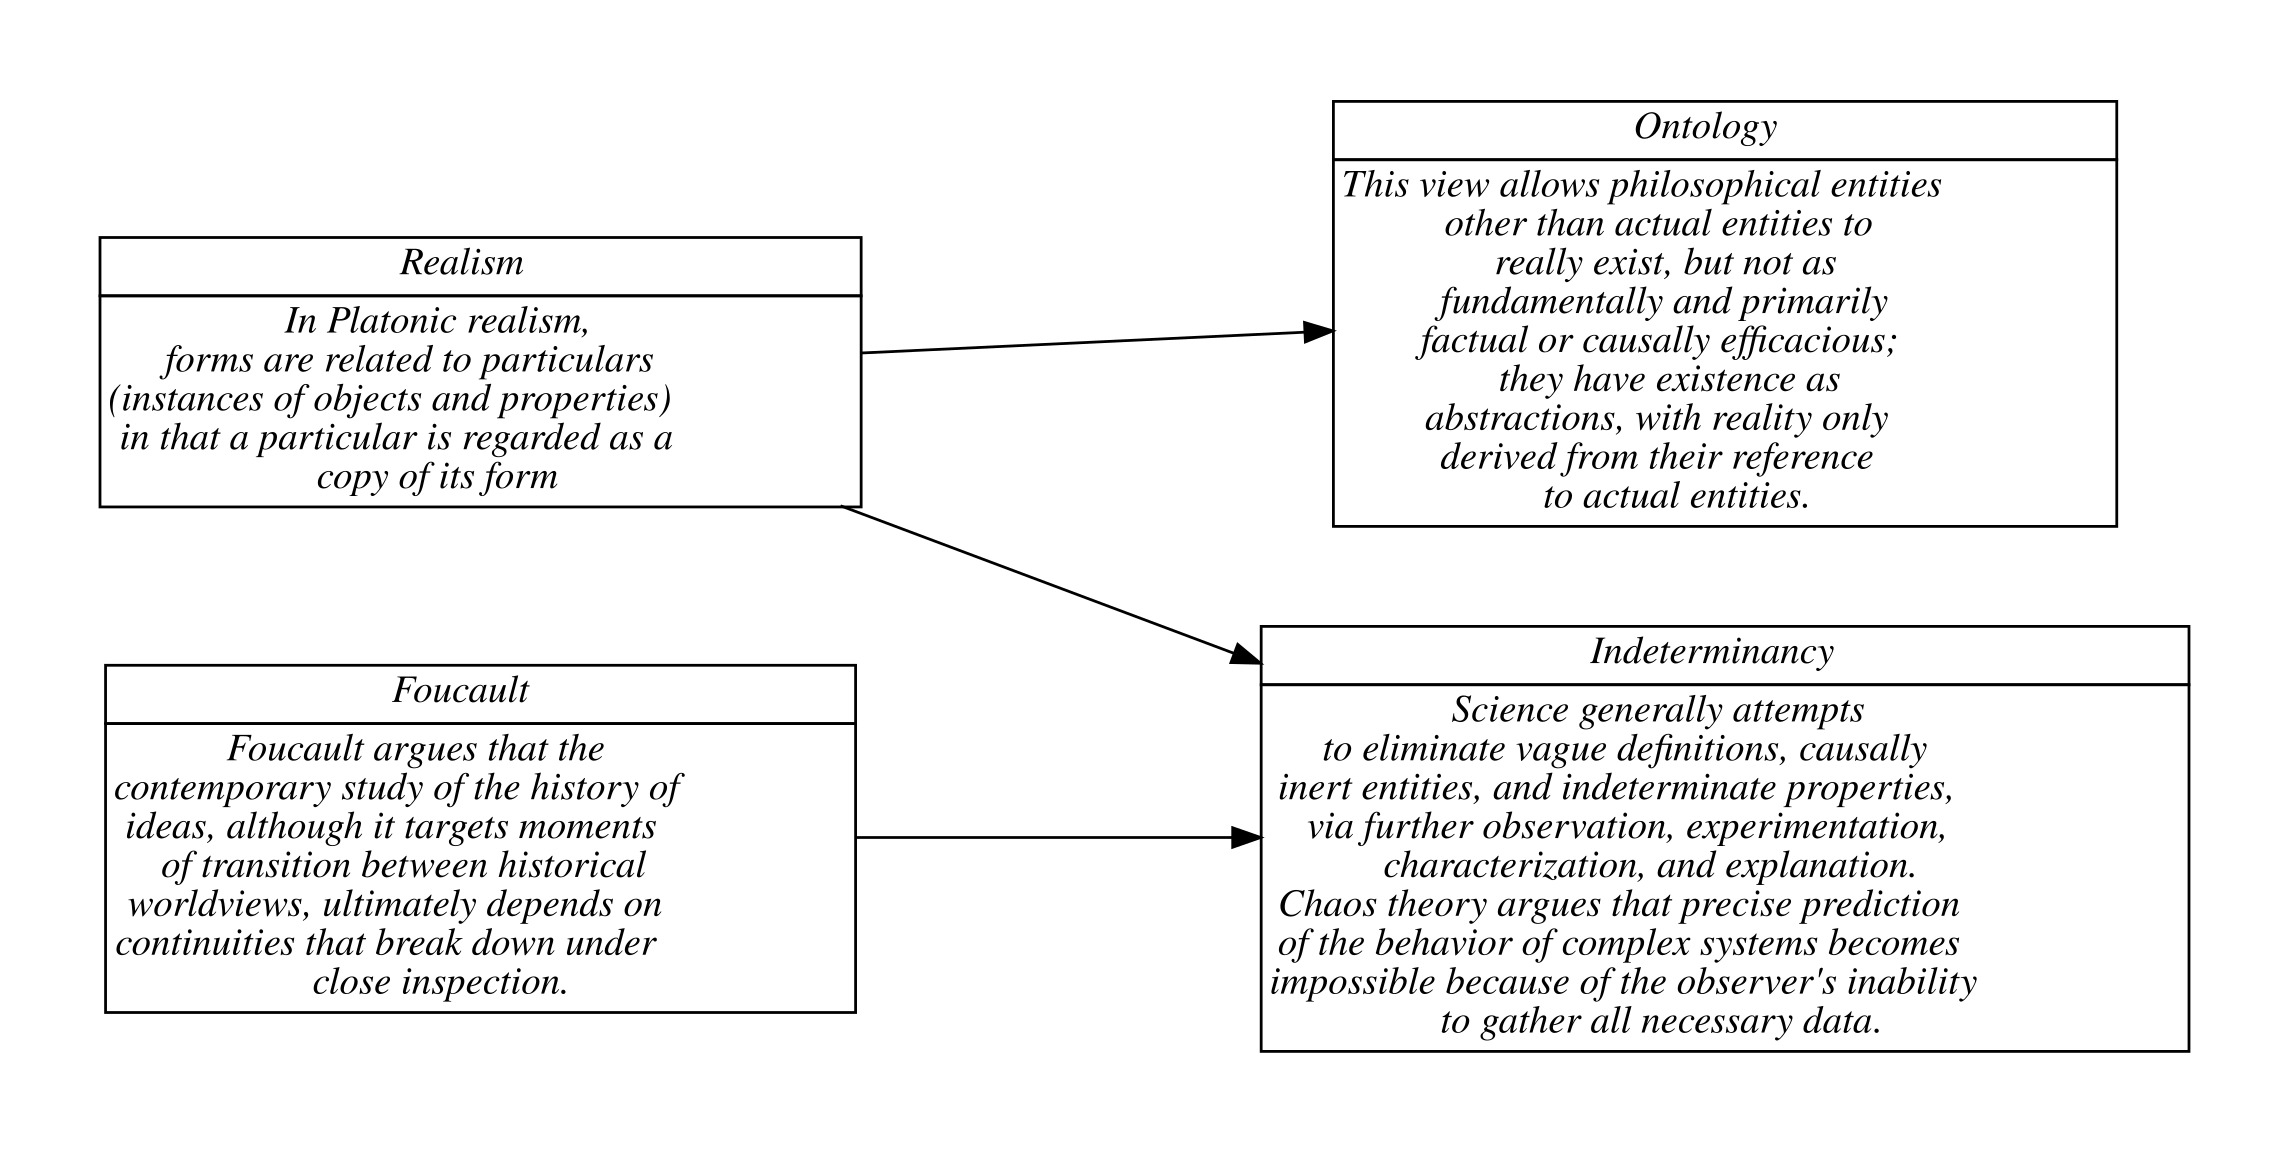 Realism
In Platonic realism,
forms are related to particulars
(instances of objects and properties)
in that a particular is regarded as a
copy of its form
Ontology
This view allows philosophical entities
other than actual entities to
really exist, but not as
fundamentally and primarily
factual or causally efficacious;
they have existence as
abstractions, with reality only
derived from their reference
to actual entities.
Foucault
Foucault argues that the
contemporary study of the history of
ideas, although it targets moments
of transition between historical
worldviews, ultimately depends on
continuities that break down under
close inspection.
Indeterminancy
Science generally attempts
to eliminate vague definitions, causally
inert entities, and indeterminate properties,
via further observation, experimentation,
characterization, and explanation.
Chaos theory argues that precise prediction
of the behavior of complex systems becomes
impossible because of the observer's inability
to gather all necessary data.